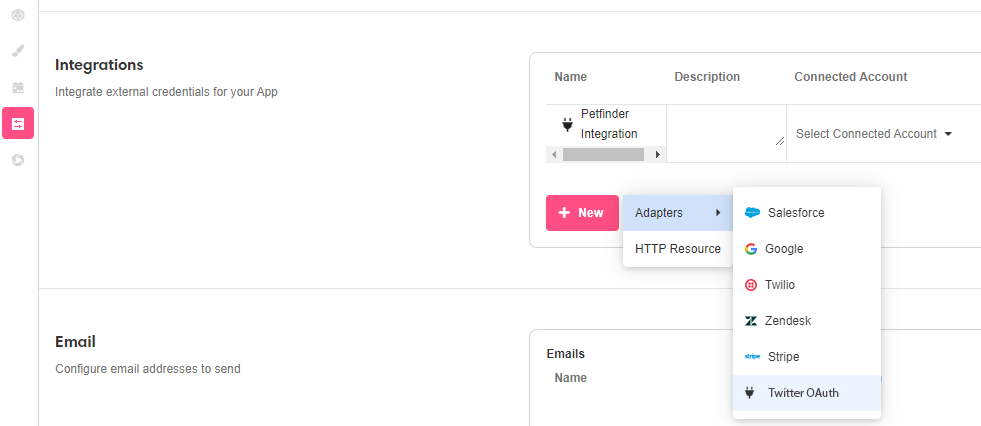 Integrations
Integrate external credentials for your App
Name
Description
Connected Account
Petfinder
Integration
Select Connected Account
New
Adapters
HTTP Resource
Salesforce
Google
Twilio
Zendesk
stripe Stripe
Twitter OAuth
Email
Configure email addresses to send
Emails
Name